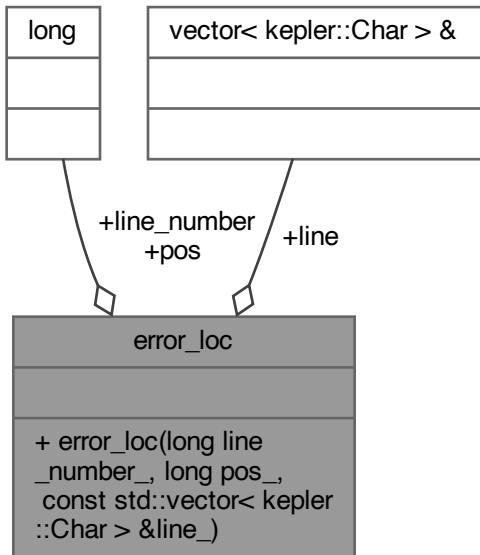 long
vector< kepler::Char > &
+line_number
+pos
+line
error_loc
+ error_loc(long line
_number_, long pos_,
const std::vector< kepler
::Char > &line_)